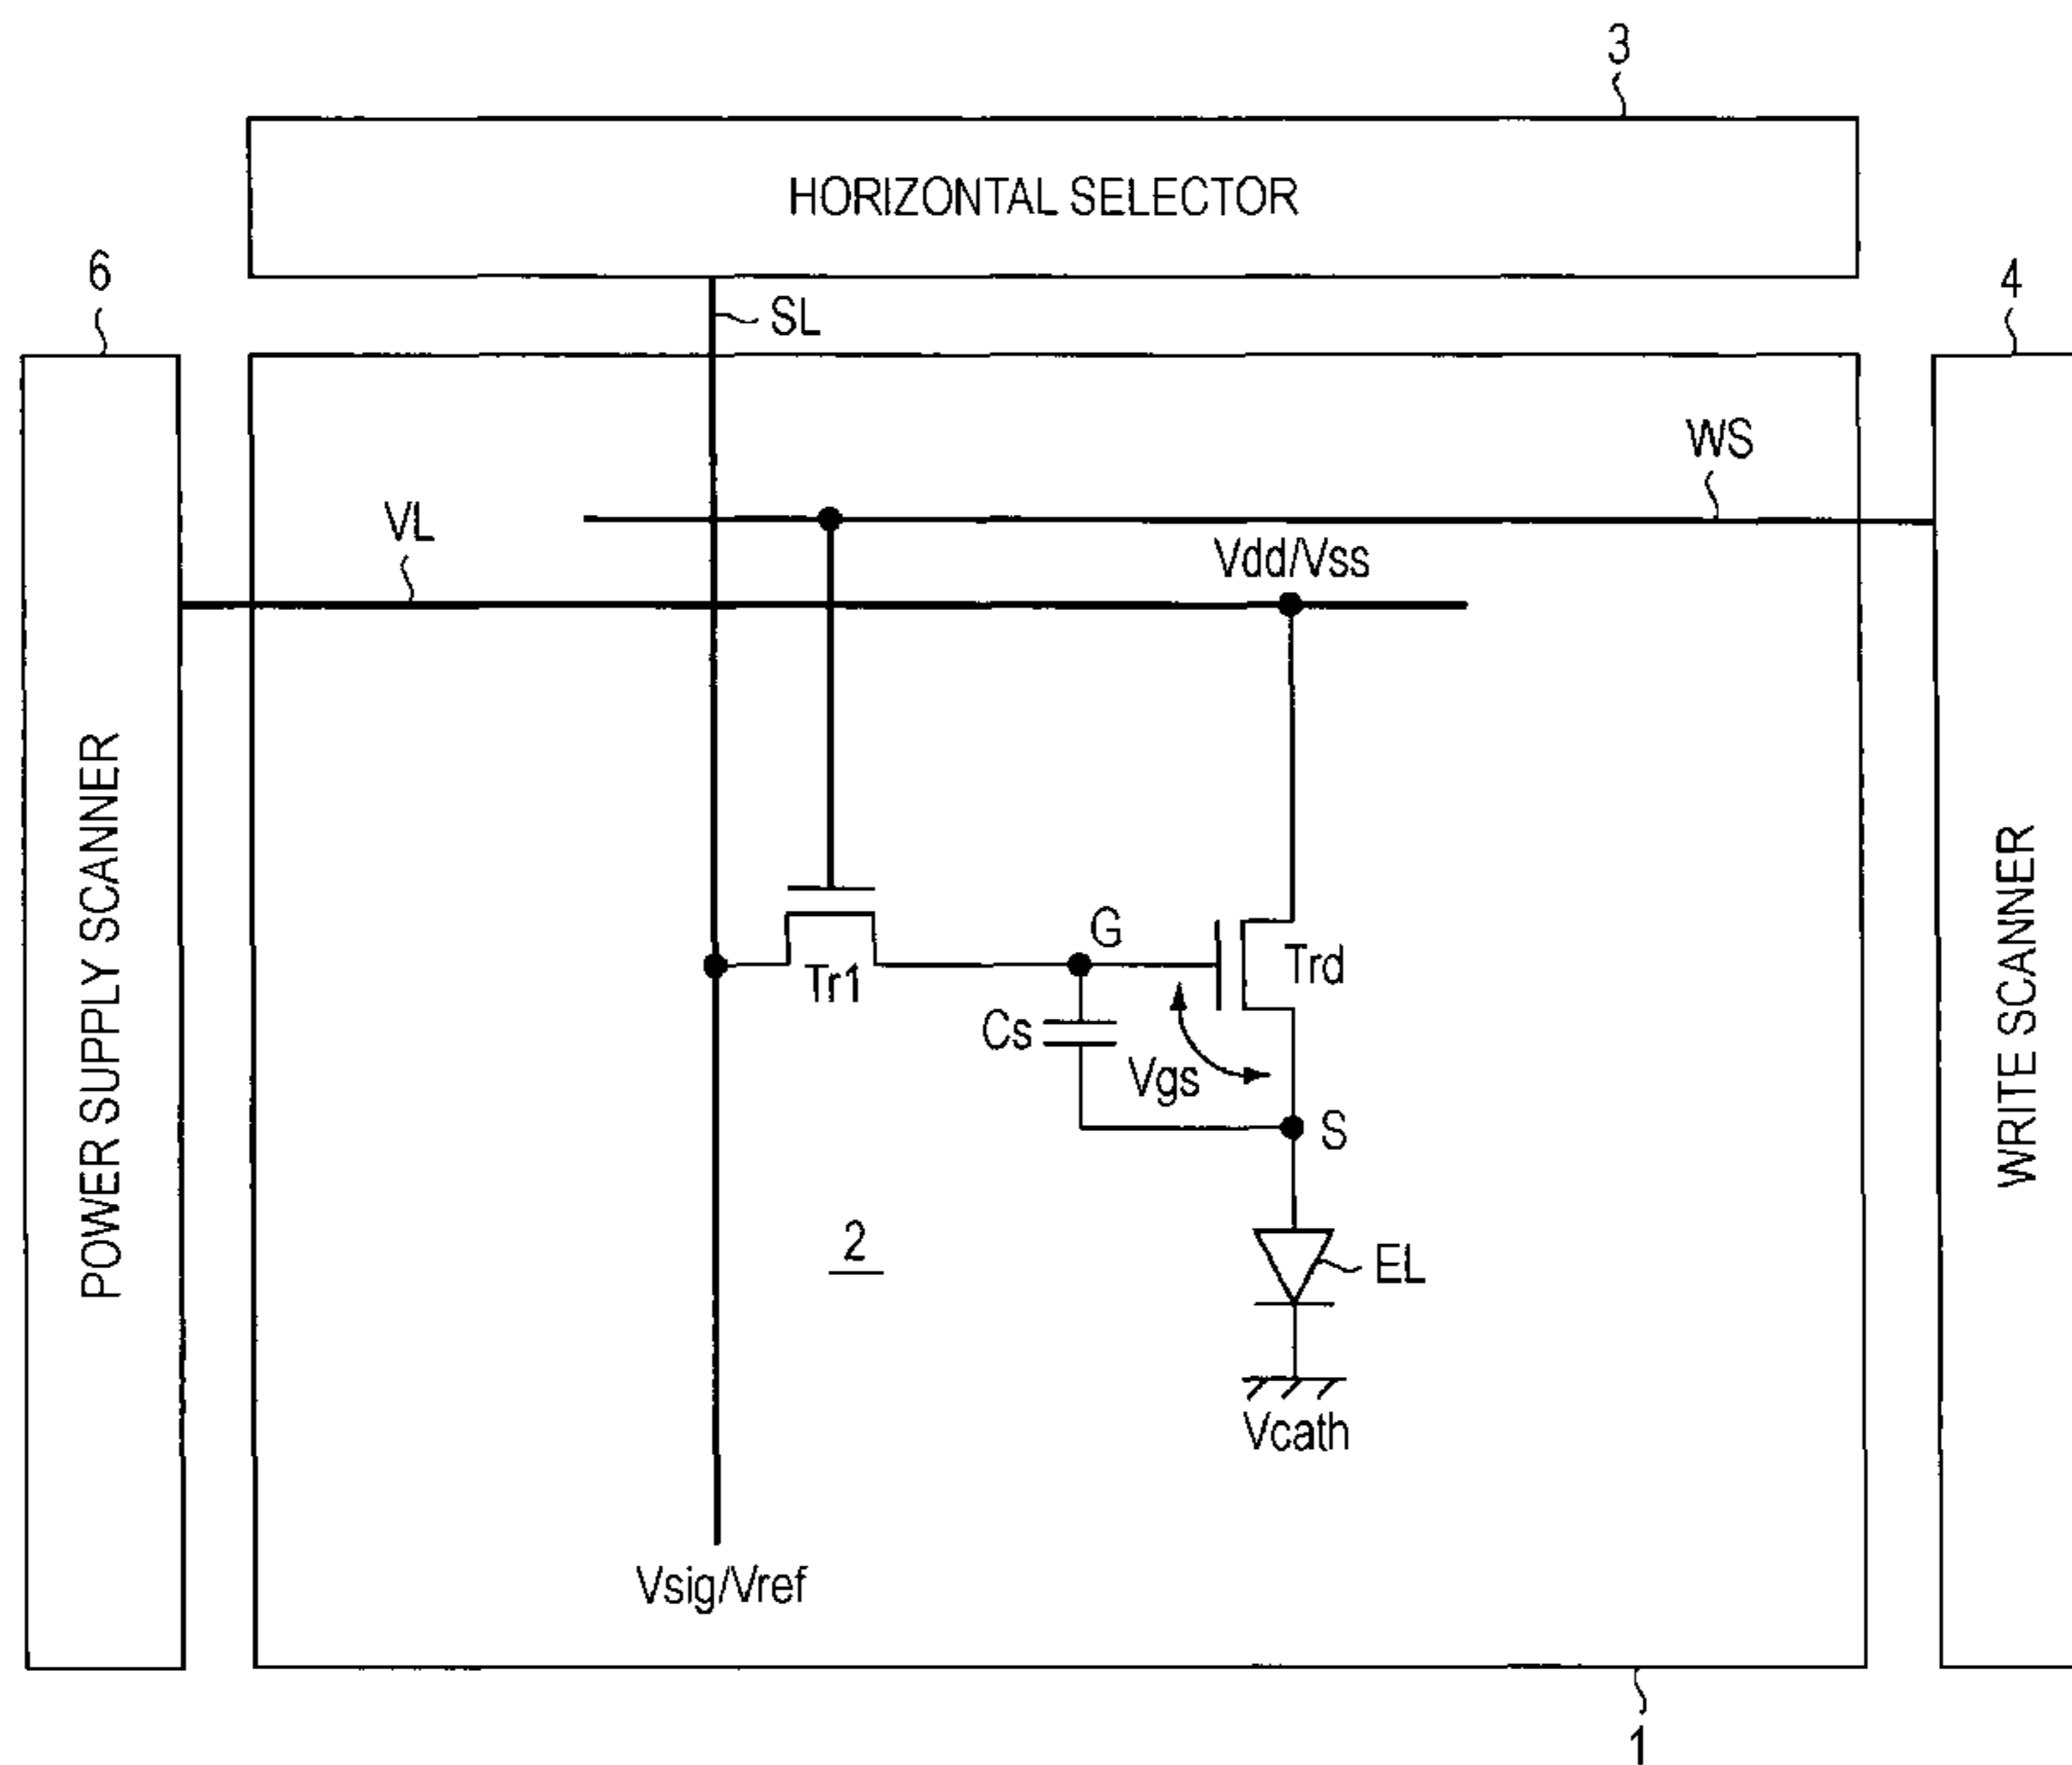 3
HORIZONTAL SELECTOR
6
4
SL
WS
VL
Vdd/Vss
POWER SUPPLY SCANNER
WRITE SCANNER
G
Trd
Tr1
Cs
Vgs
S
2
EL
Vcath
Vsig/Vref
1